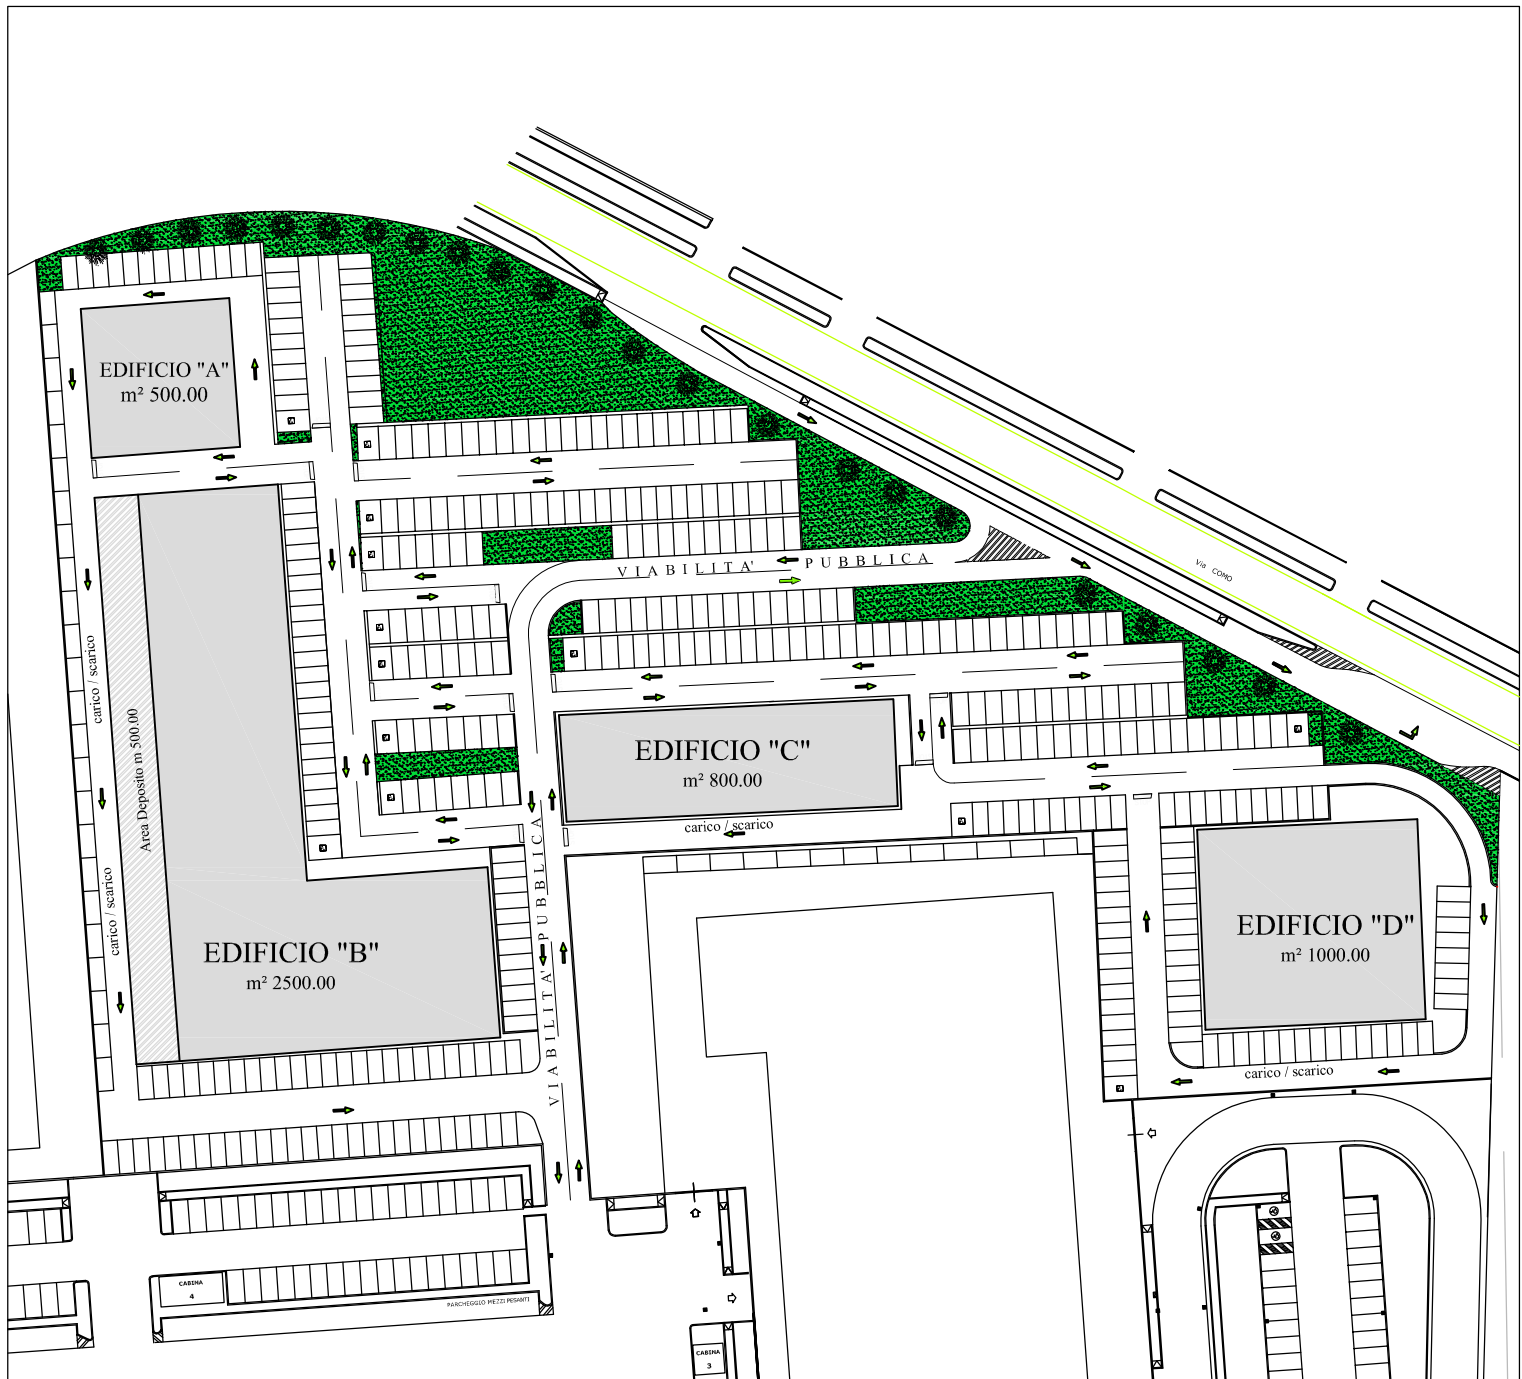 EDIFICIO "A"
m² 500.00
VIABILITA' PUBBLICA
Via COMO
carico / scarico
Area Deposito m 500.00
EDIFICIO "C"
m² 800.00
carico / scarico
carico / scarico
VIABILITA' PUBBLICA
EDIFICIO "B"
m² 2500.00
EDIFICIO "D"
m² 1000.00
carico / scarico
CABINA
4
PARCHEGGIO MEZZI PESANTI
CABINA
3